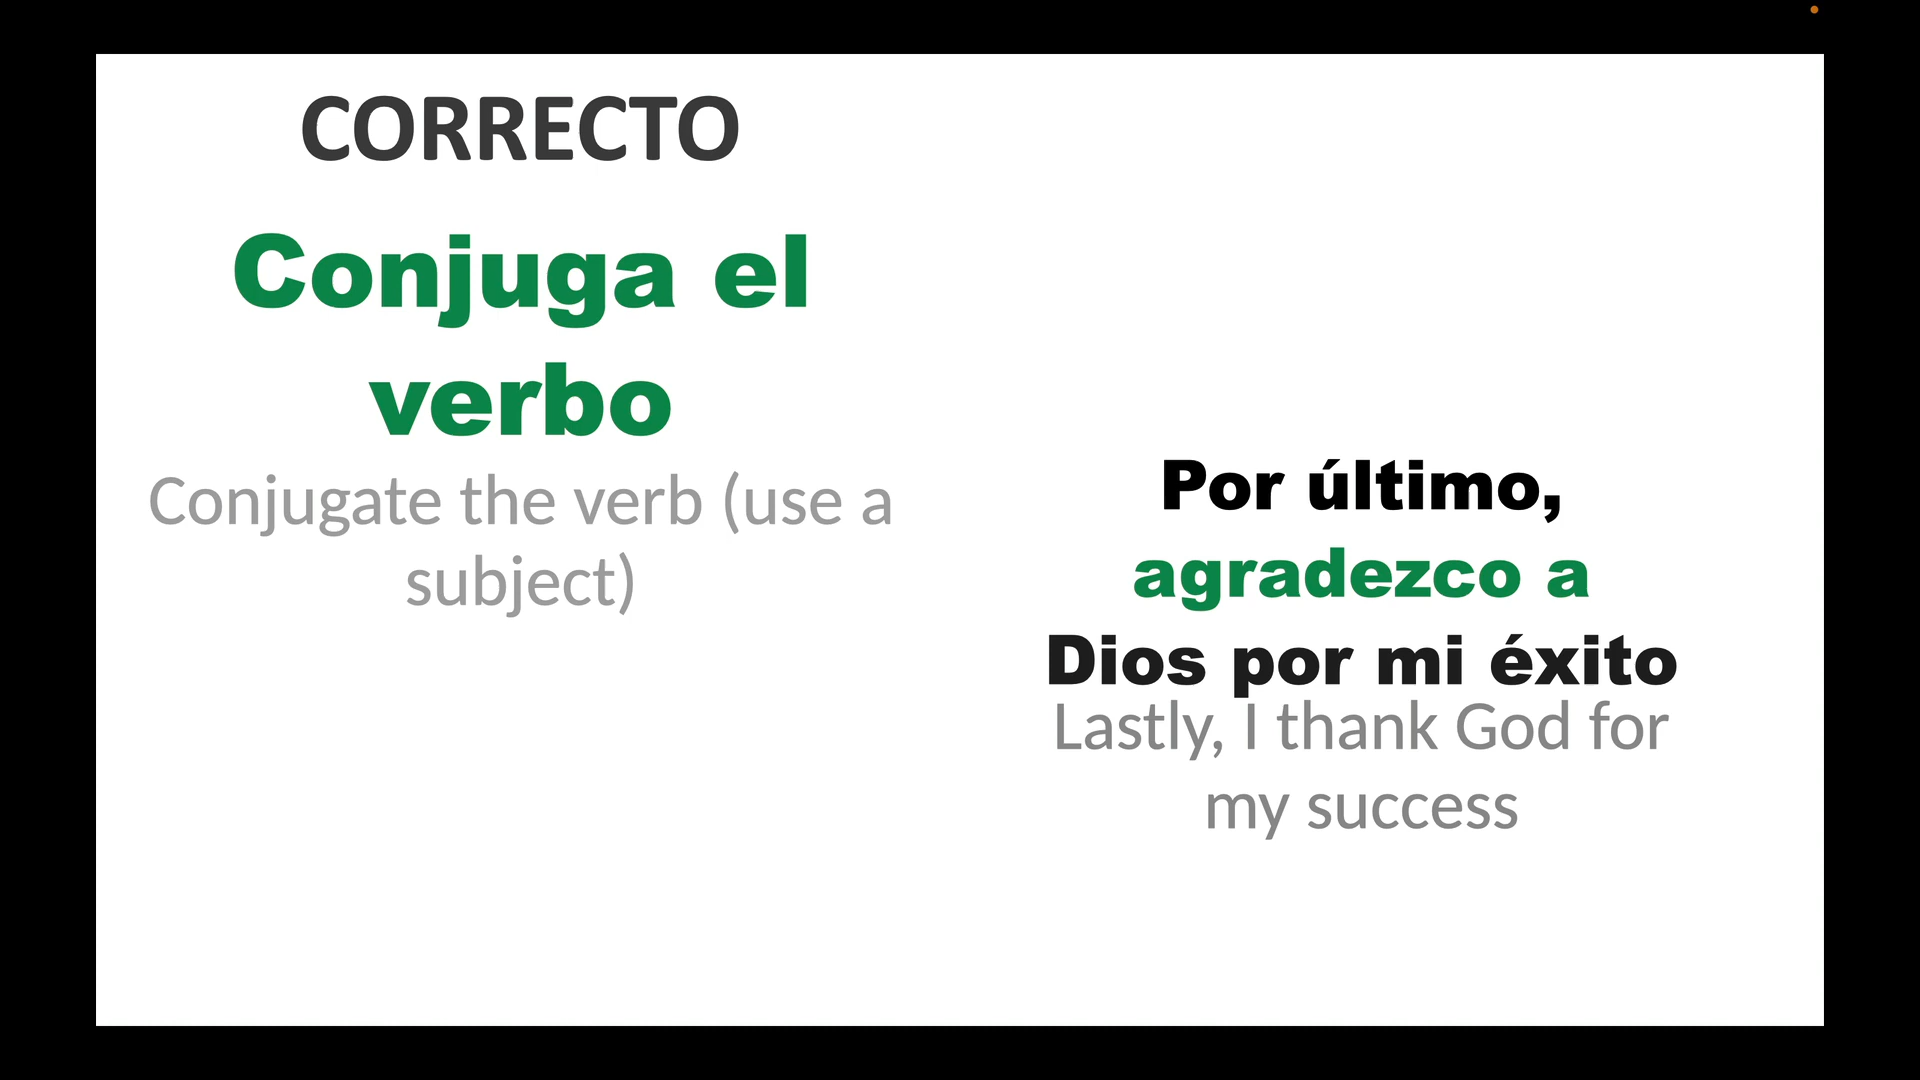 CORRECTO
Conjuga el
verbo
Conjugate the verb (use a
subject)
Por último,
agradezco a
Dios por mi éxito
Lastly, I thank God for
my success